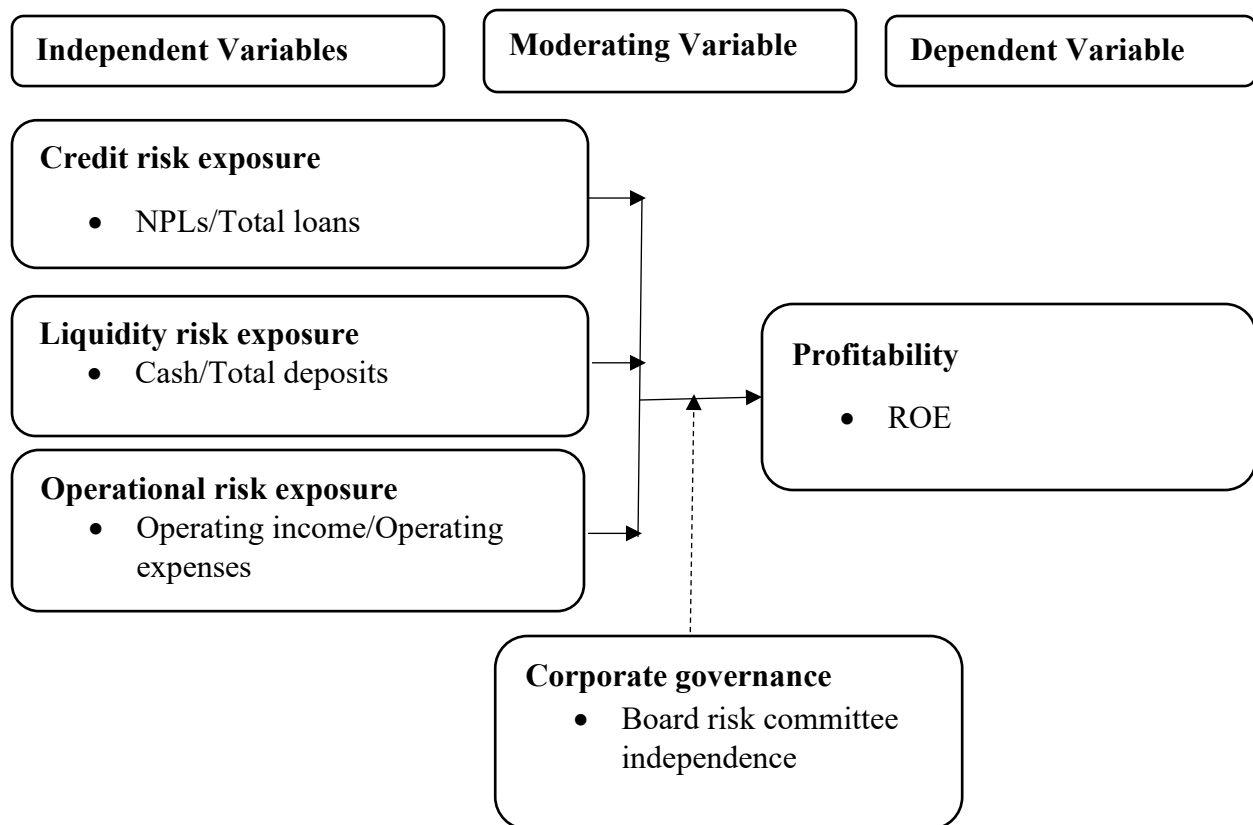 Independent Variables
Moderating Variable
Dependent Variable
Credit risk exposure
• NPLs/Total loans
Liquidity risk exposure
• Cash/Total deposits
Profitability
• ROE
Operational risk exposure
• Operating income/Operating
expenses
Corporate governance
• Board risk committee
independence